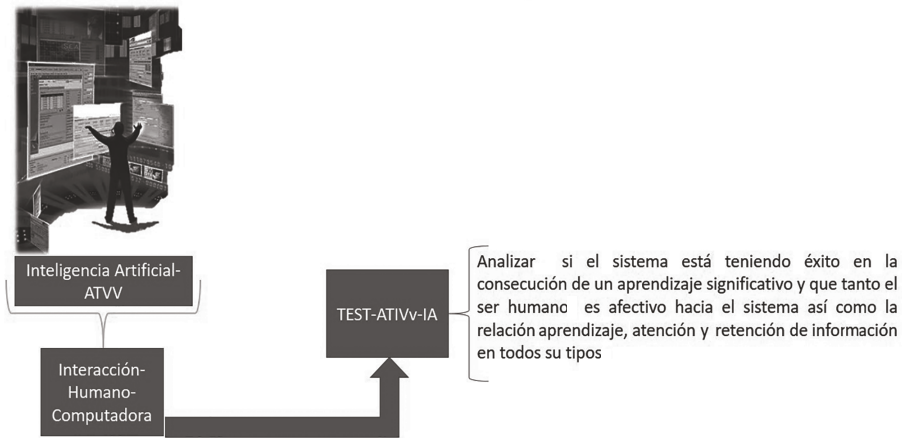 Inteligencia Artificial-
ATVV
Interacción-
Humano-
Computadora
TEST-ATIVv-IA
Analizar si el sistema está teniendo éxito en la
consecución de un aprendizaje significativo y que tanto el
ser humano es afectivo hacia el sistema así como la
relación aprendizaje, atención y retención de información
en todos su tipos